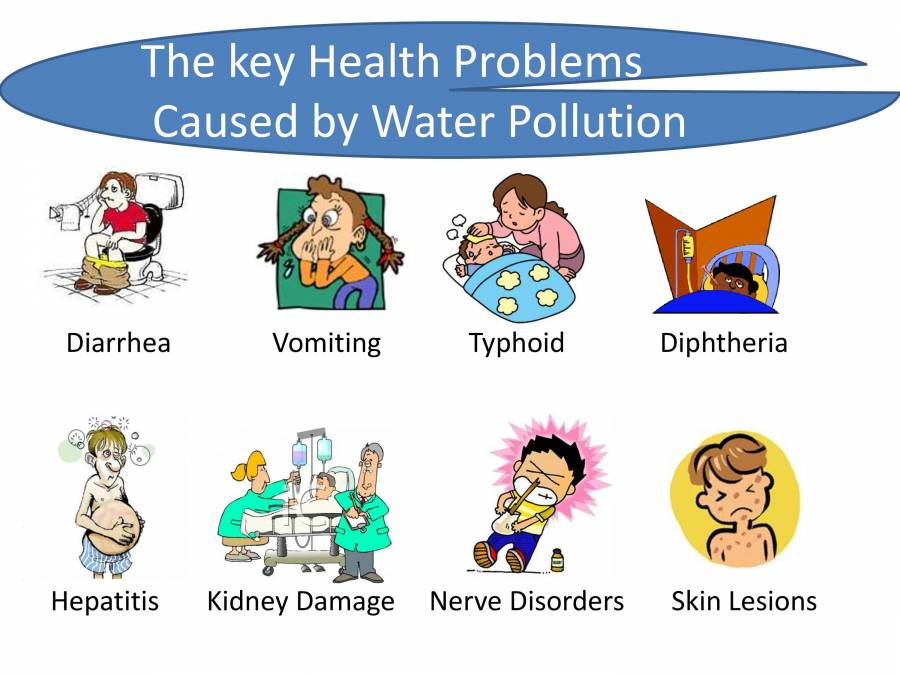 The key Health Problems
Caused by Water Pollution
Diarrhea Vomiting Typhoid Diphtheria
Hepatitis Kidney Damage Nerve Disorders Skin Lesions